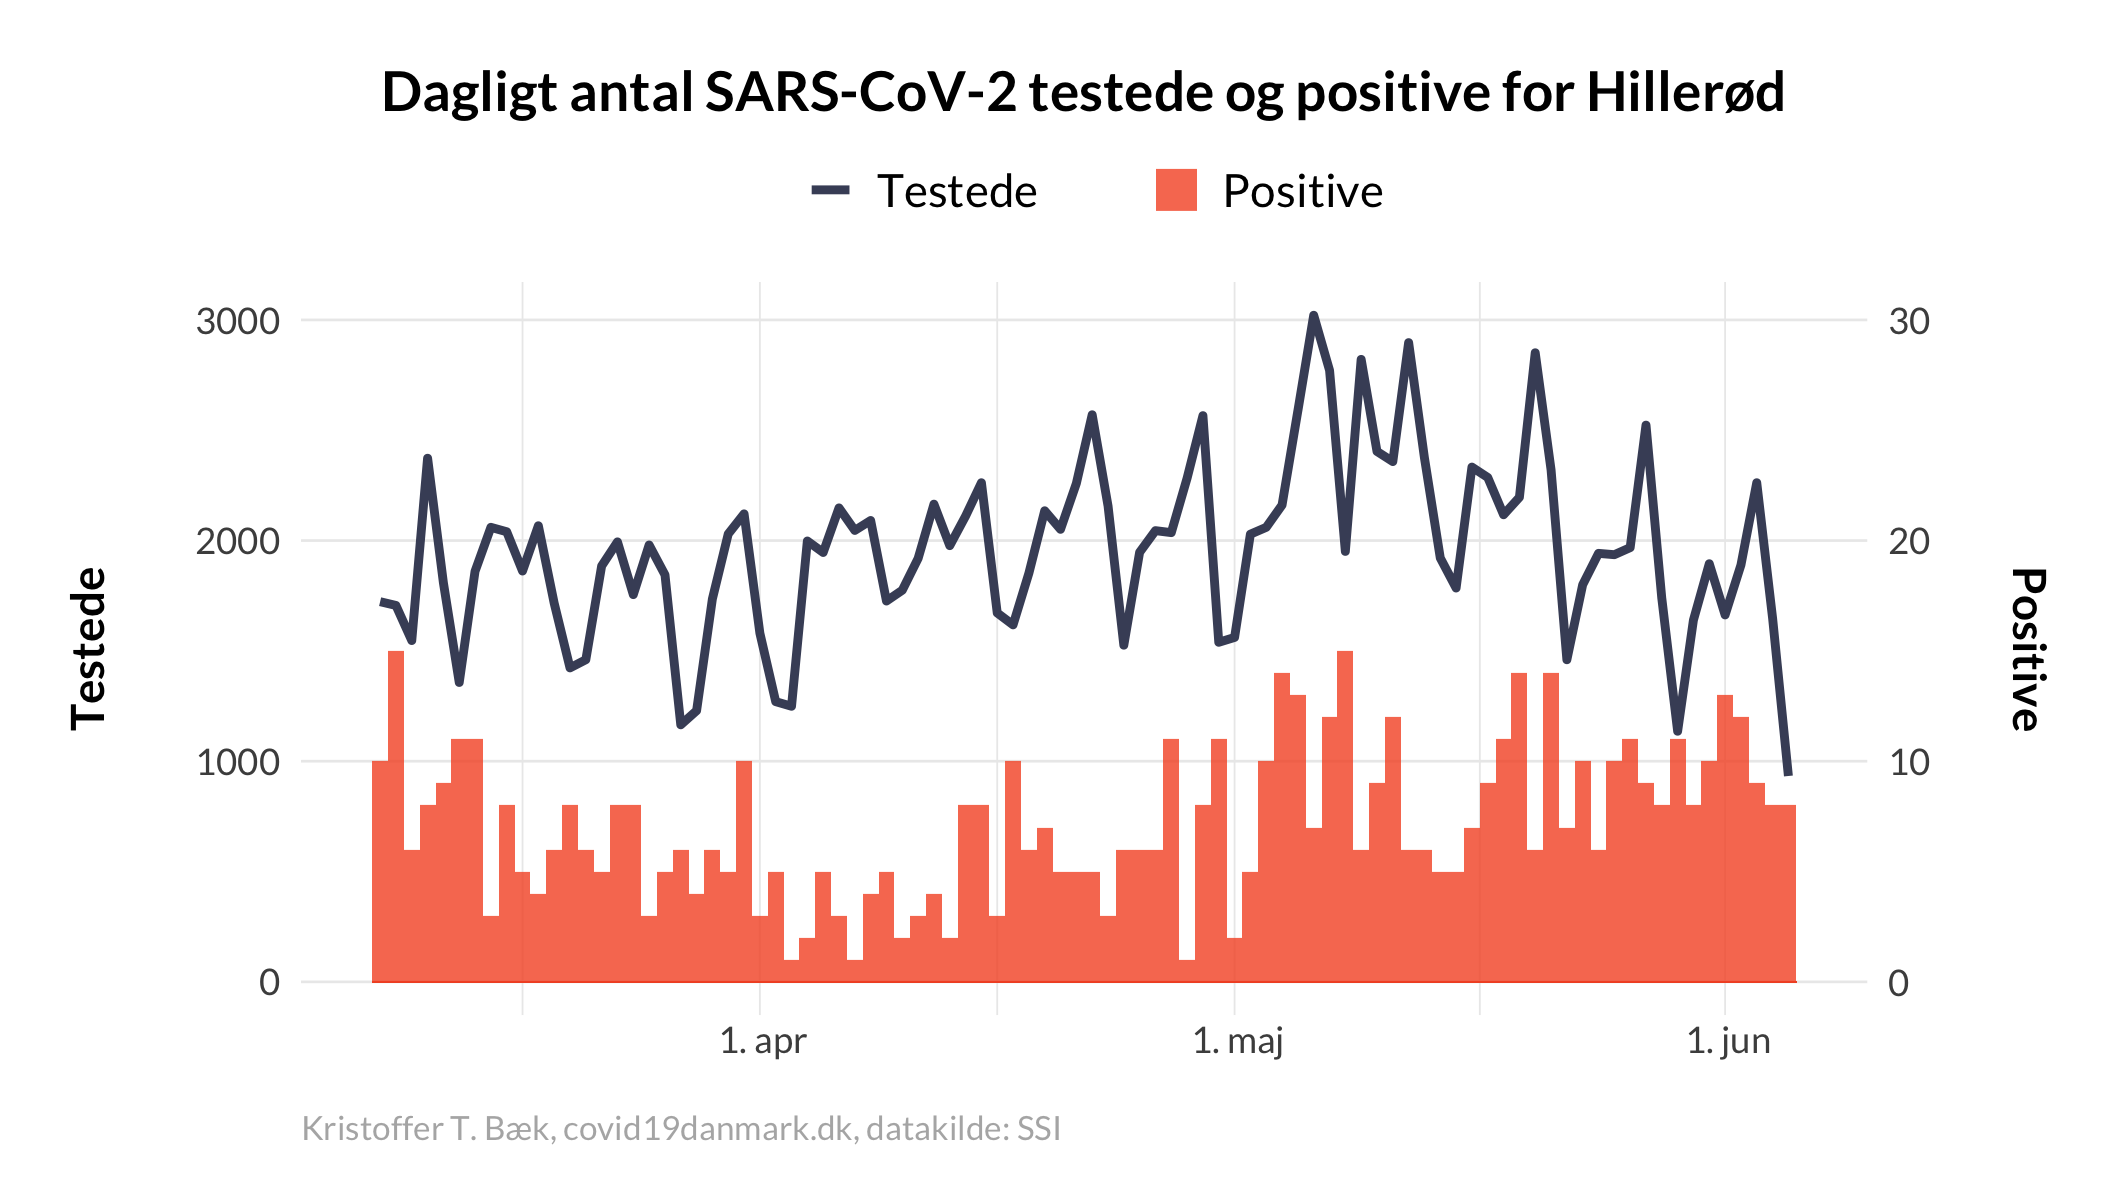 Dagligt antal SARS-CoV-2 testede og positive for Hillerød
Testede
Positive
3000
2000
1000
0
30
20
10
0
Testede
Positive
1. apr
1. maj
1. jun
Kristoffer T. Bæk, covid19danmark.dk, datakilde: SSI